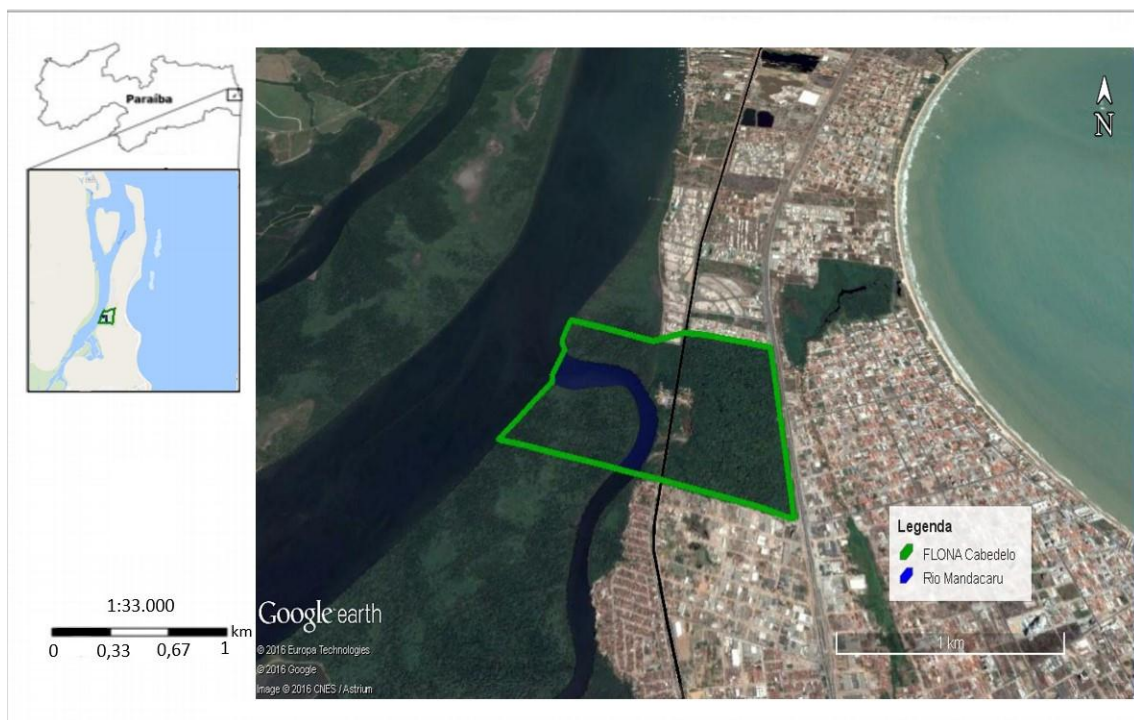 Paraíba
N
Legenda
FLONA Cabedelo
Rio Mandacaru
1:33.000
km
0 0,33 0,67 1
Google earth
© 2016 Europa Technologies
© 2016 Google
Image © 2016 CNES / Astrium
1 km